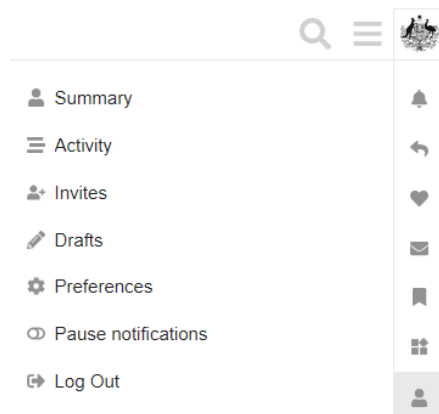 Summary
Activity
Invites
Drafts
Preferences
Pause notifications
Log Out